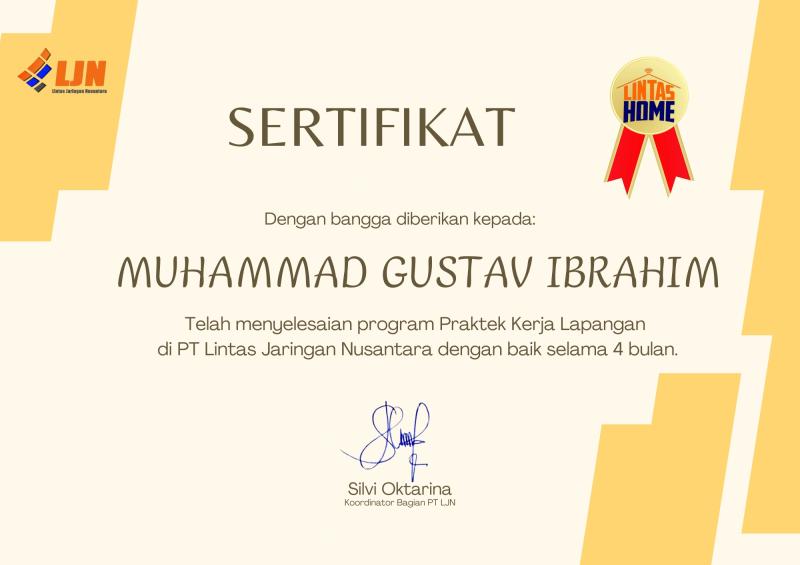 LJN
Lintas Jaringan Nusantara
LINTAS
HOME
SERTIFIKAT
Dengan bangga diberikan kepada:
MUHAMMAD GUSTAV IBRAHIM
Telah menyelesaian program Praktek Kerja Lapangan
di PT Lintas Jaringan Nusantara dengan baik selama 4 bulan.
Silvi Oktarina
Koordinator Bagian PT LJN